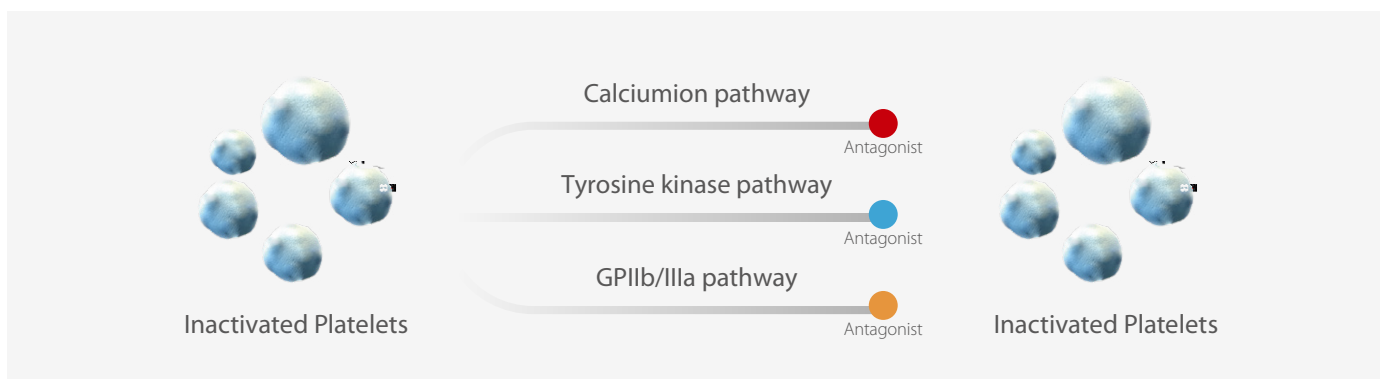 Calciumion pathway
Antagonist
Tyrosine kinase pathway
Antagonist
GPIIb/IIIa pathway
Antagonist
Inactivated Platelets
Inactivated Platelets